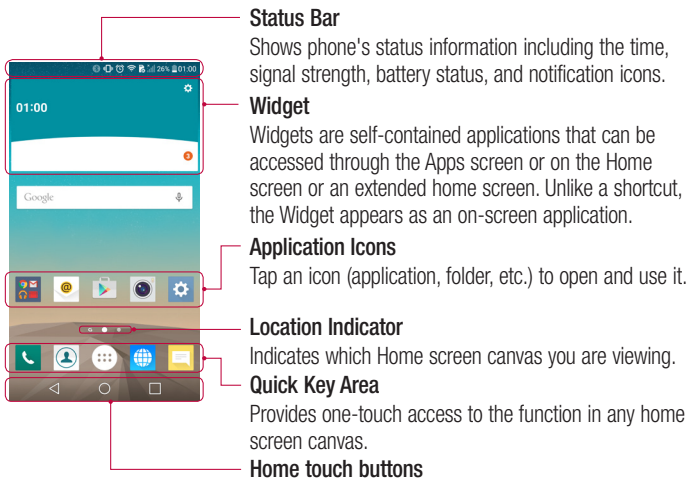 Status Bar
Shows phone's status information including the time,
signal strength, battery status, and notification icons.
26% 01:00
Widget
01:00
3
Widgets are self-contained applications that can be
accessed through the Apps screen or on the Home
screen or an extended home screen. Unlike a shortcut,
the Widget appears as an on-screen application.
Google
Application Icons
Tap an icon (application, folder, etc.) to open and use it.
Location Indicator
Indicates which Home screen canvas you are viewing.
Quick Key Area
Provides one-touch access to the function in any home
screen canvas.
Home touch buttons